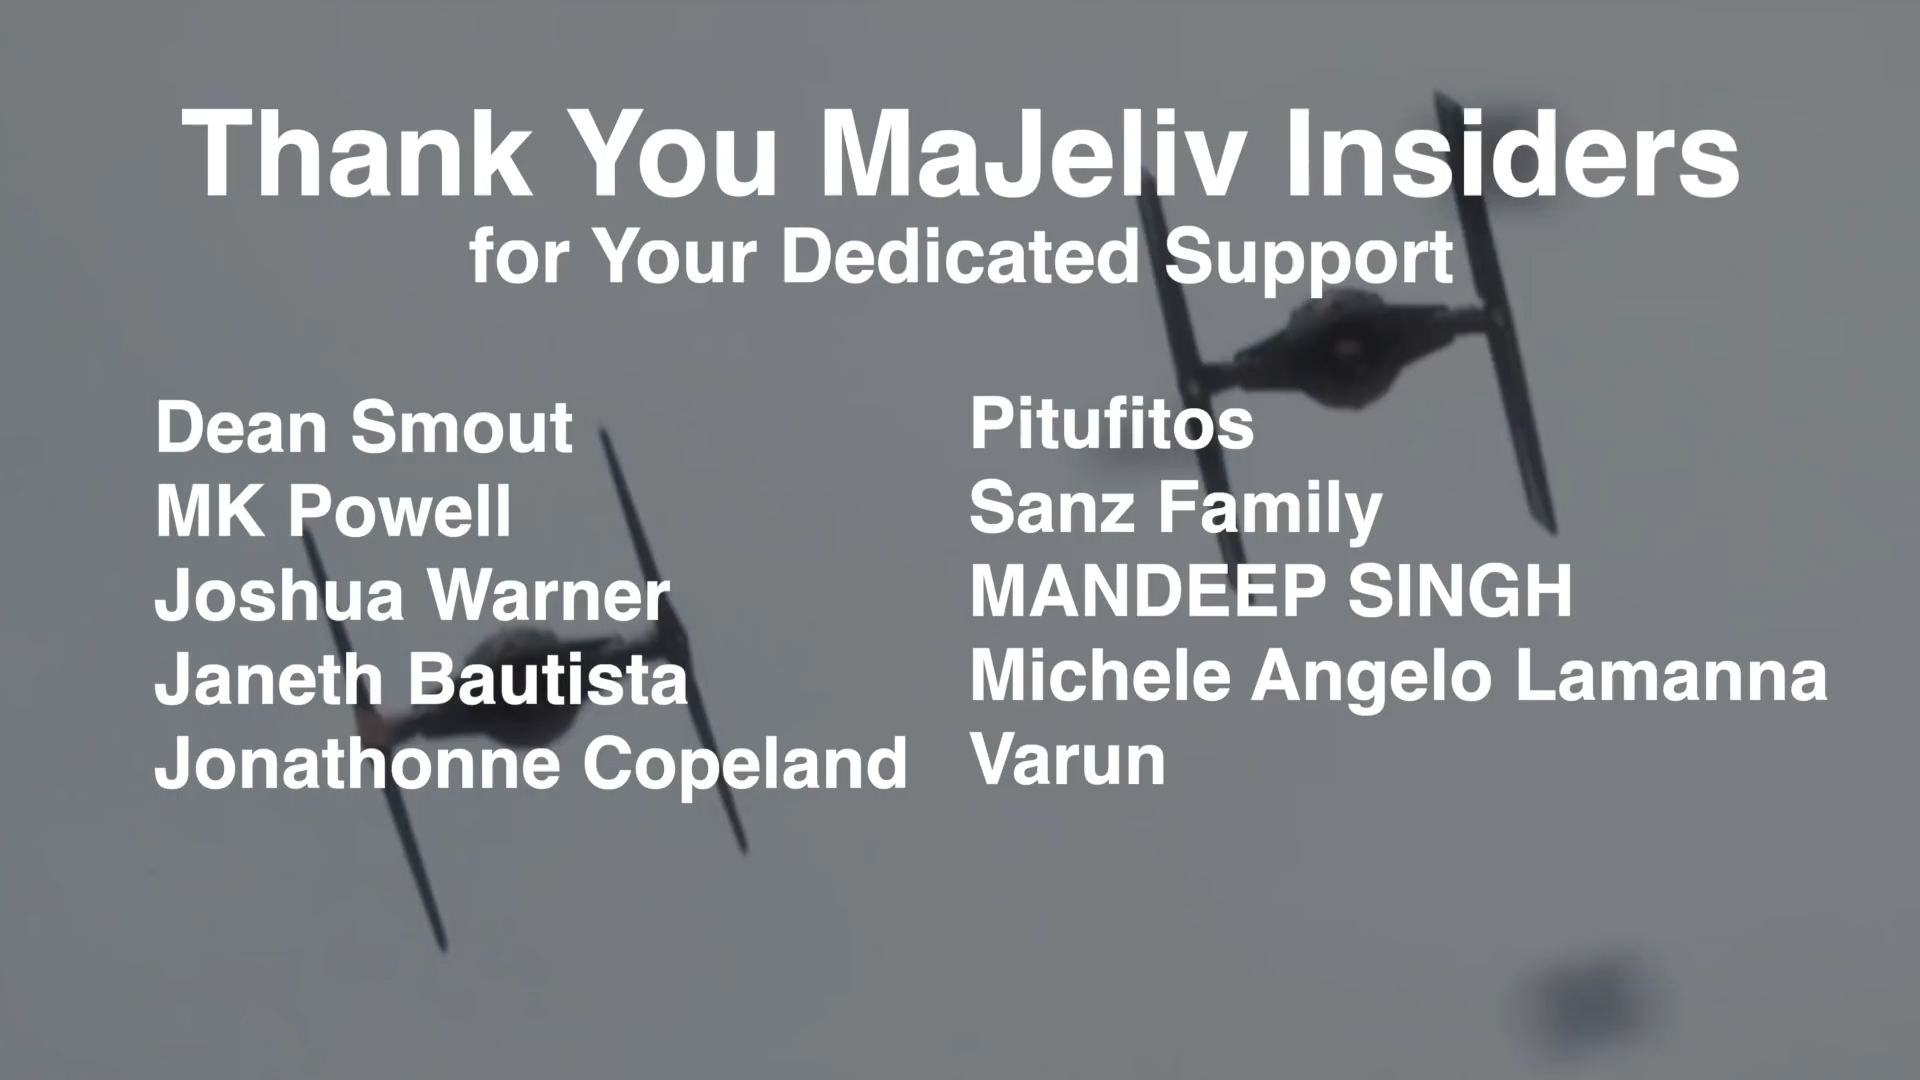 Thank You MaJeliv Insiders
for Your Dedicated Support
Dean Smout
MK Powell
Joshua Warner
Janeth Bautista
Jonathonne Copeland
Pitufitos
Sanz Family
MANDEEP SINGH
Michele Angelo Lamanna
Varun